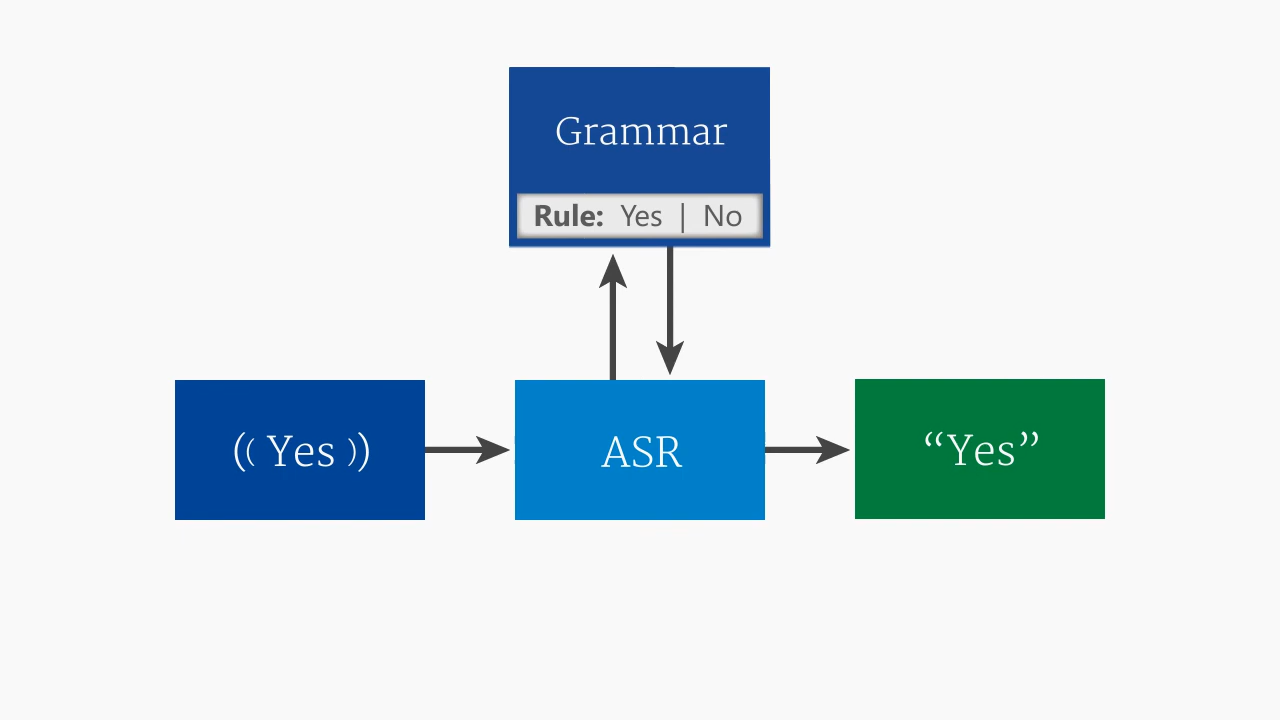 Grammar
Rule: Yes | No
(( Yes ))
ASR
“Yes”